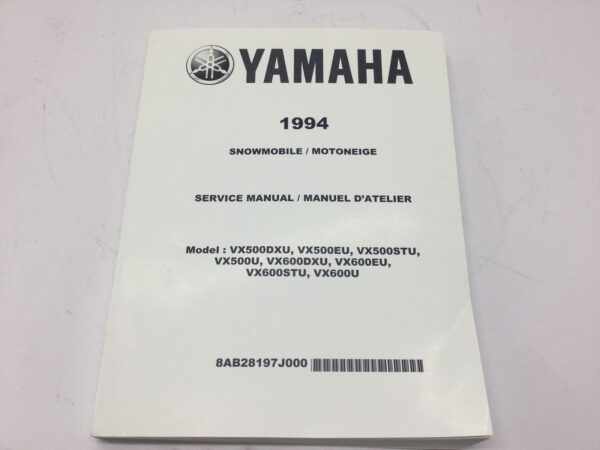 YAMAHA
1994
SNOWMOBILE / MOTONEIGE
SERVICE MANUAL / MANUEL D'ATELIER
Model : VX500DXU, VX500EU, VX500STU,
VX500U, VX600DXU, VX600EU,
VX600STU, VX600U
8AB28197J000